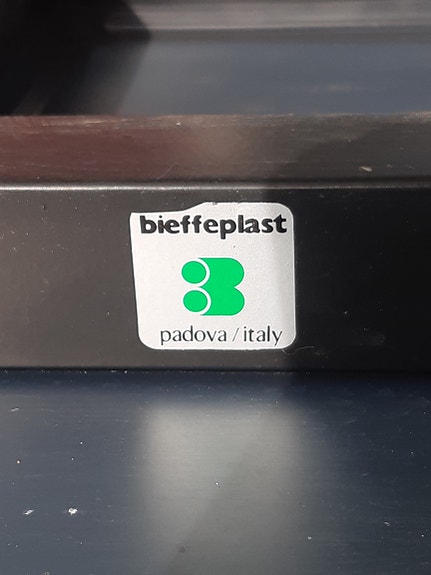 bieffeplast
padova / italy